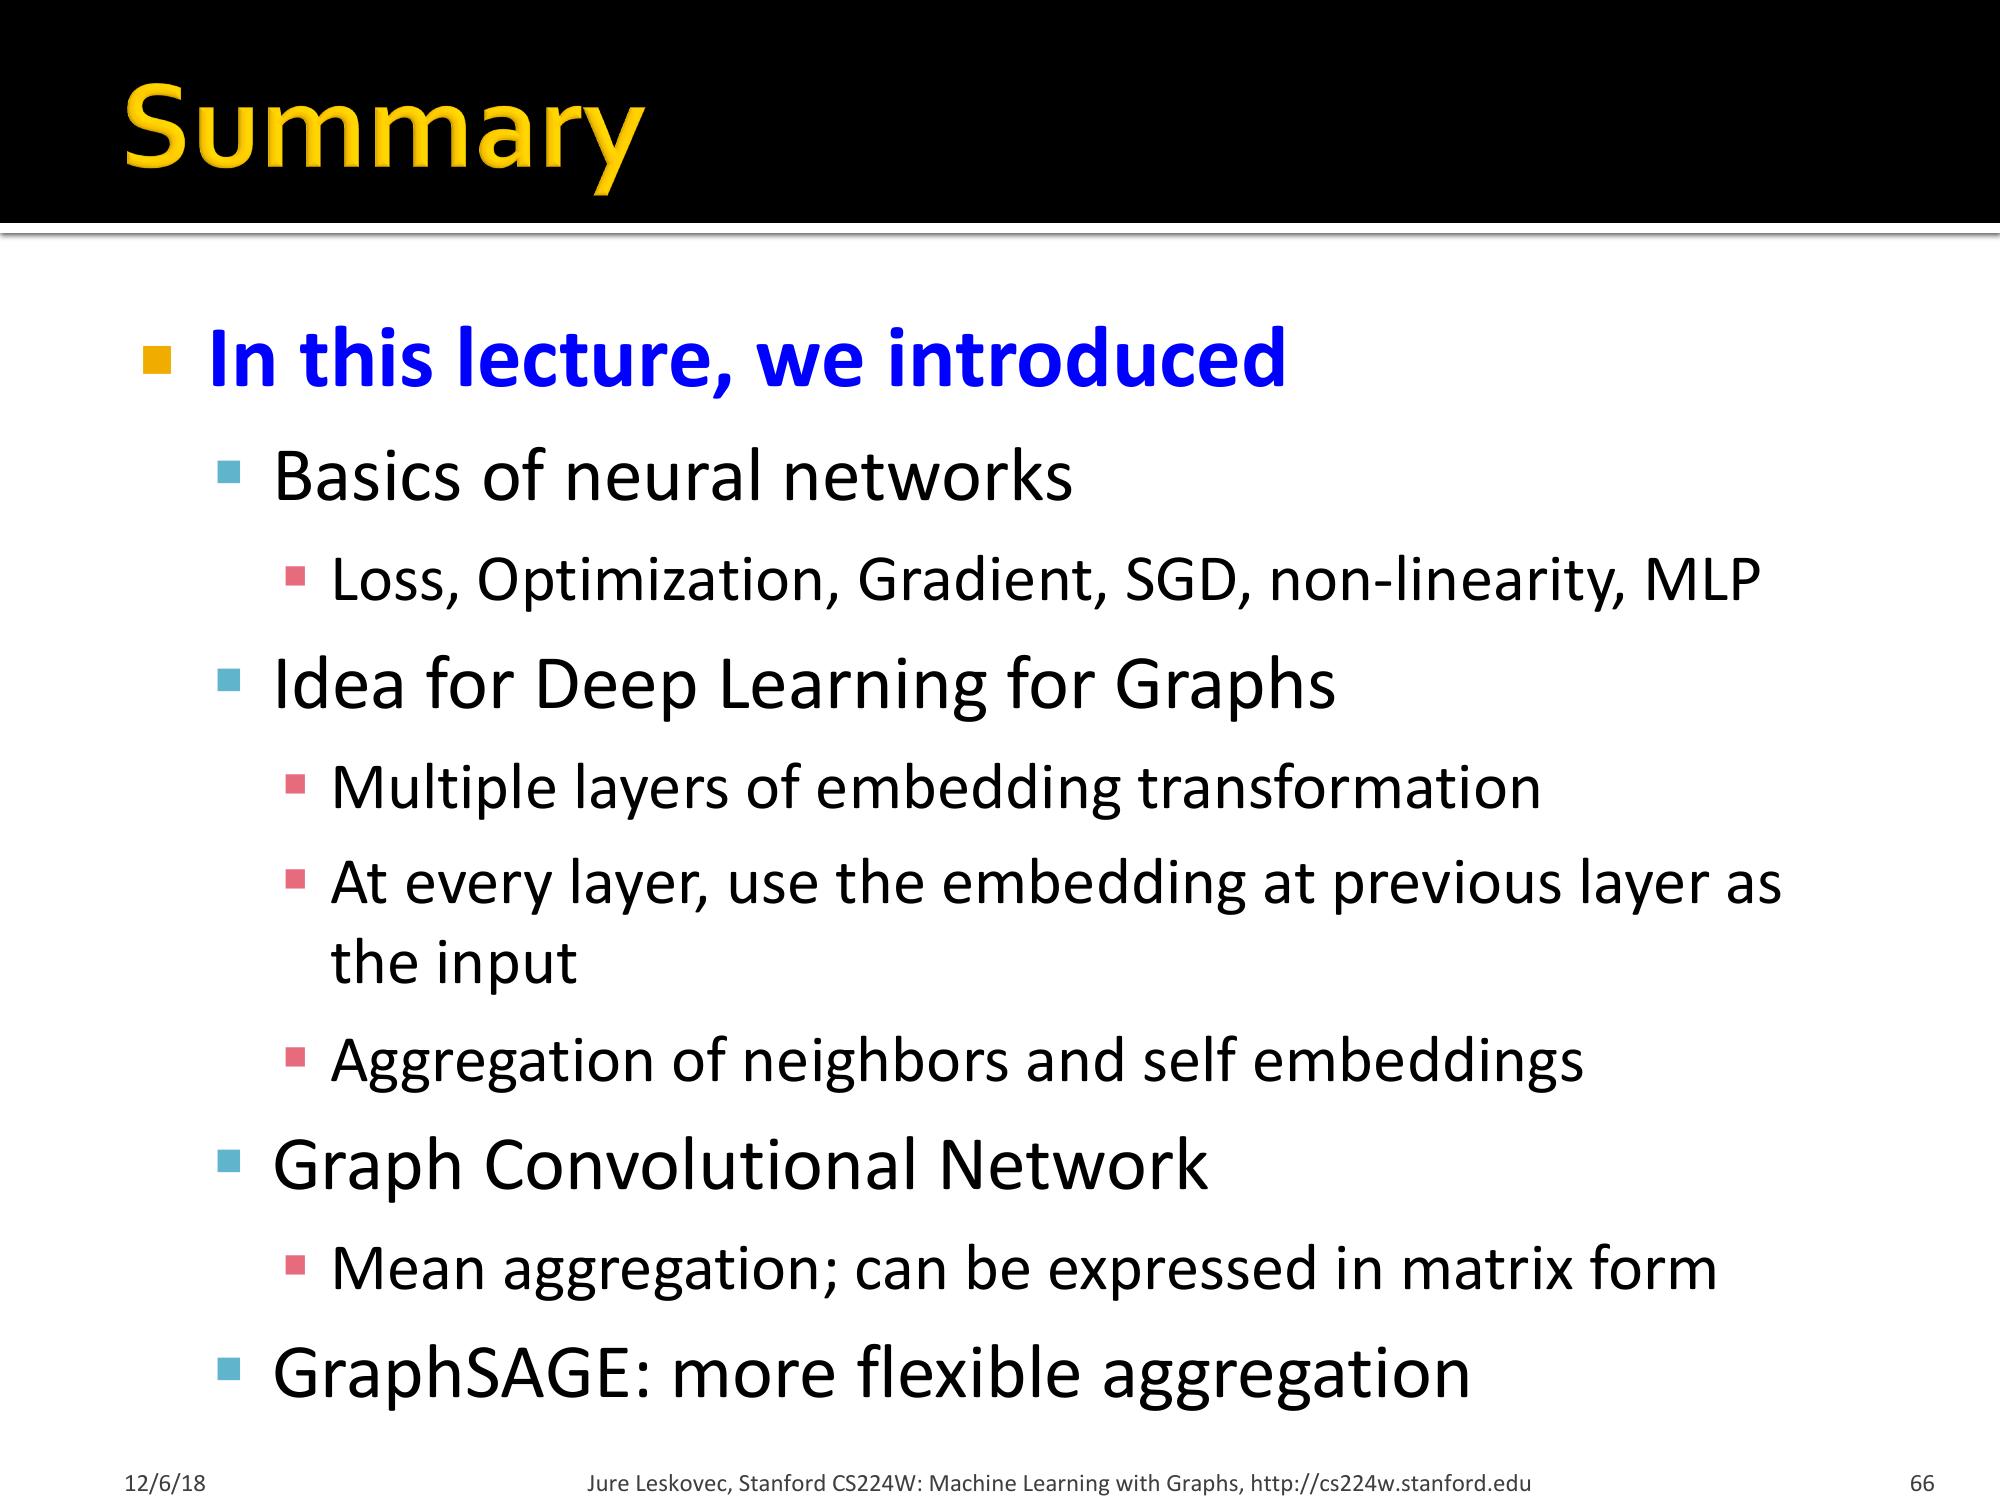 Summary
In this lecture, we introduced
Basics of neural networks
Loss, Optimization, Gradient, SGD, non-linearity, MLP
Idea for Deep Learning for Graphs
Multiple layers of embedding transformation
At every layer, use the embedding at previous layer as
the input
Aggregation of neighbors and self embeddings
Graph Convolutional Network
Mean aggregation; can be expressed in matrix form
GraphSAGE: more flexible aggregation
12/6/18
Jure Leskovec, Stanford CS224W: Machine Learning with Graphs, http://cs224w.stanford.edu
66